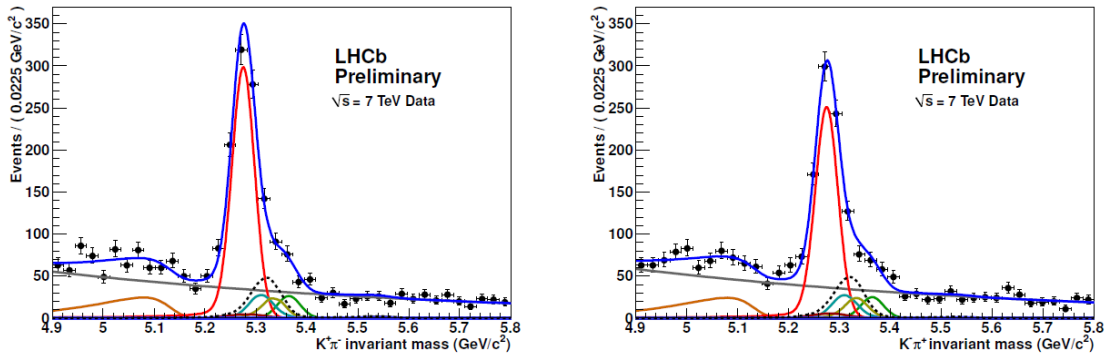 Events / ( 0.0225 GeV/c² )
350
300
250
200
150
100
50
0
LHCb
Preliminary
√s = 7 TeV Data
4.9 5 5.1 5.2 5.3 5.4 5.5 5.6 5.7 5.8
K⁺π⁻ invariant mass (GeV/c²)
Events / ( 0.0225 GeV/c² )
350
300
250
200
150
100
50
0
LHCb
Preliminary
√s = 7 TeV Data
4.9 5 5.1 5.2 5.3 5.4 5.5 5.6 5.7 5.8
K⁻π⁺ invariant mass (GeV/c²)